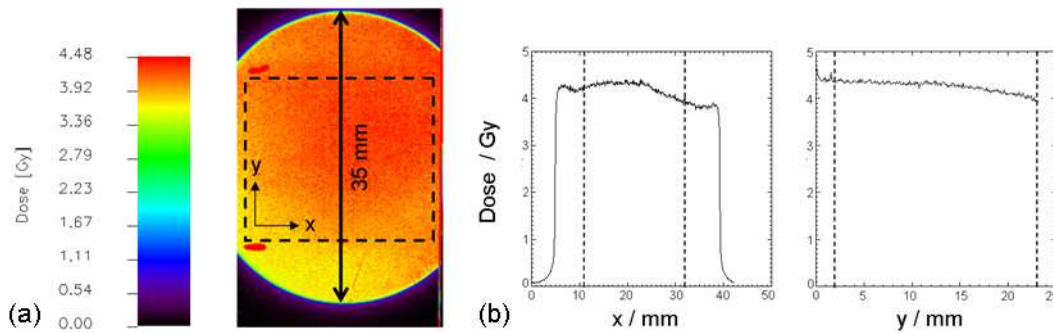 Dose [Gy]
4.48
3.92
3.36
2.79
2.23
1.67
1,11
0.54
0.00
(a)
35 mm
y
x
(b)
Dose / Gy
5
4
3
2
1
0
0 10 20 30 40 50
x / mm
5
4
3
2
1
0
0 5 10 15 20 25
y / mm